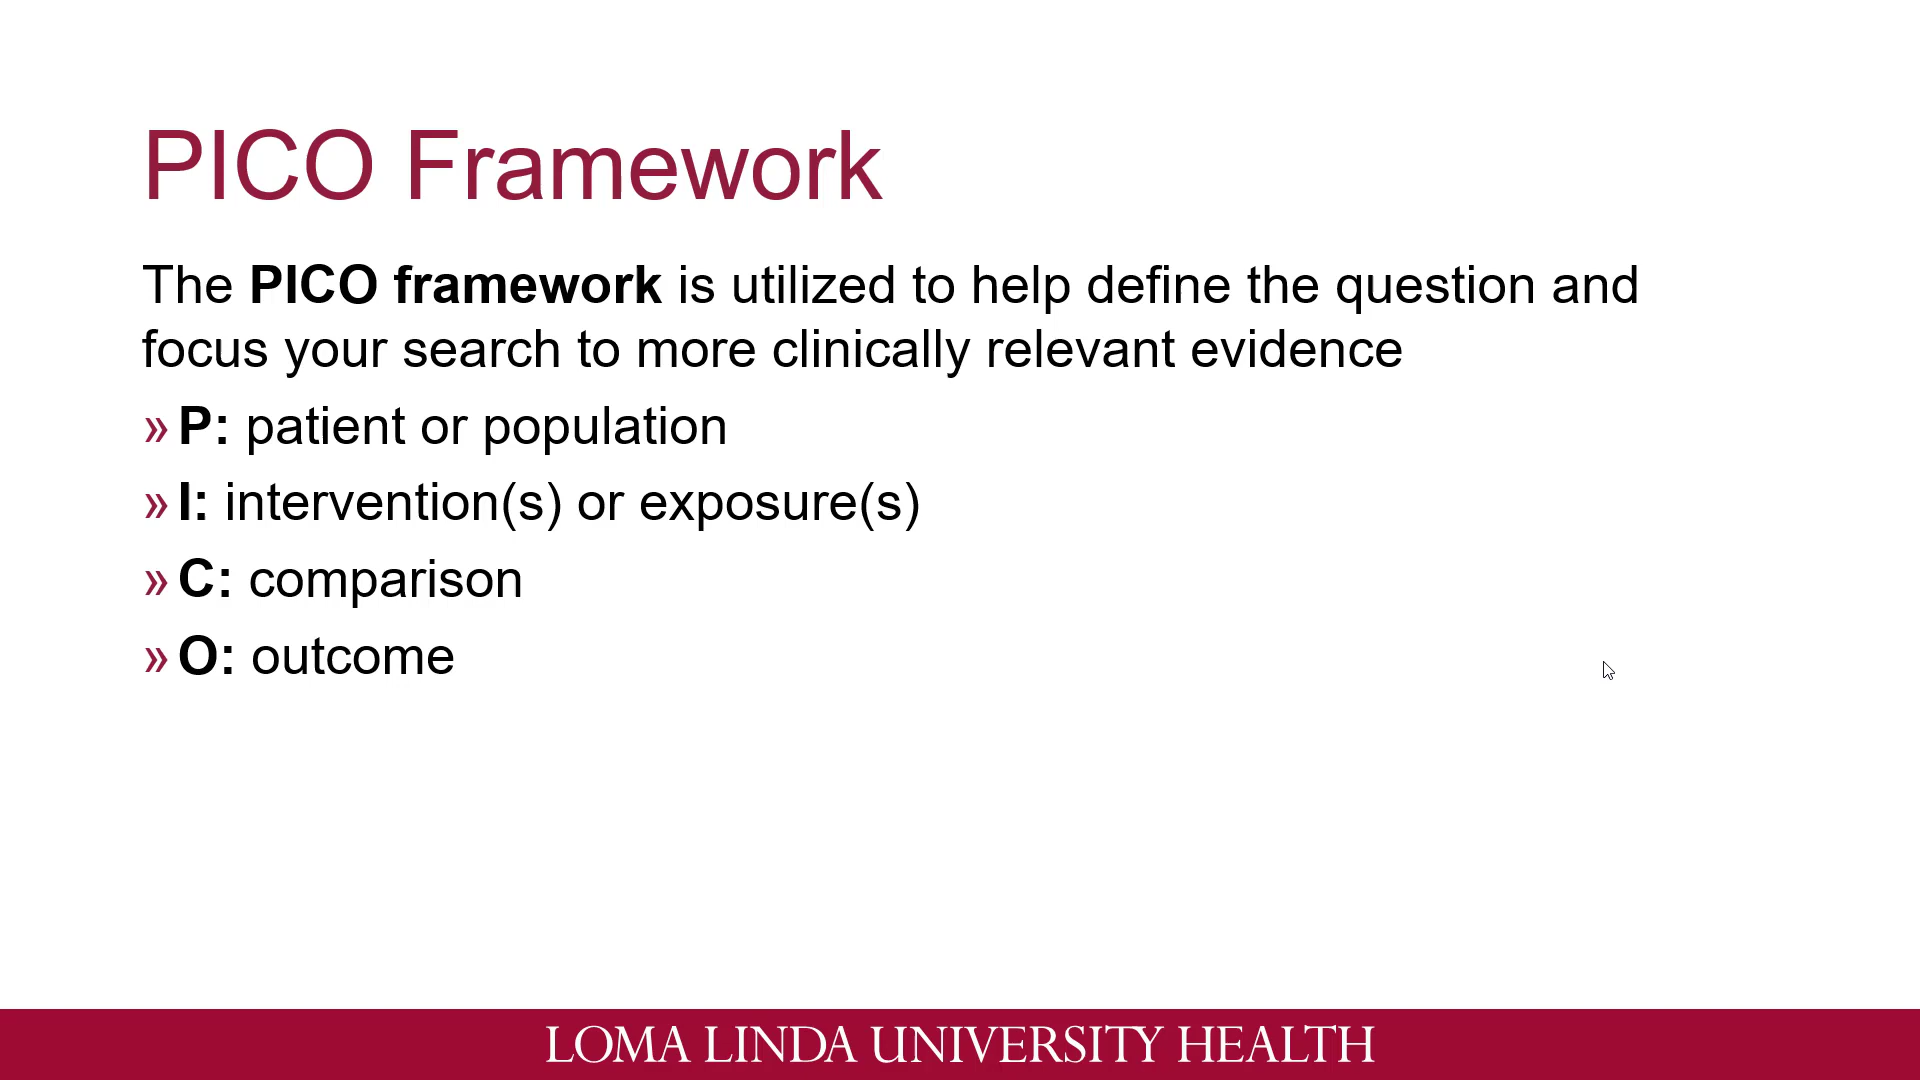 PICO Framework
The PICO framework is utilized to help define the question and
focus your search to more clinically relevant evidence
» P: patient or population
» I: intervention(s) or exposure(s)
» C: comparison
» O: outcome
LOMA LINDA UNIVERSITY HEALTH